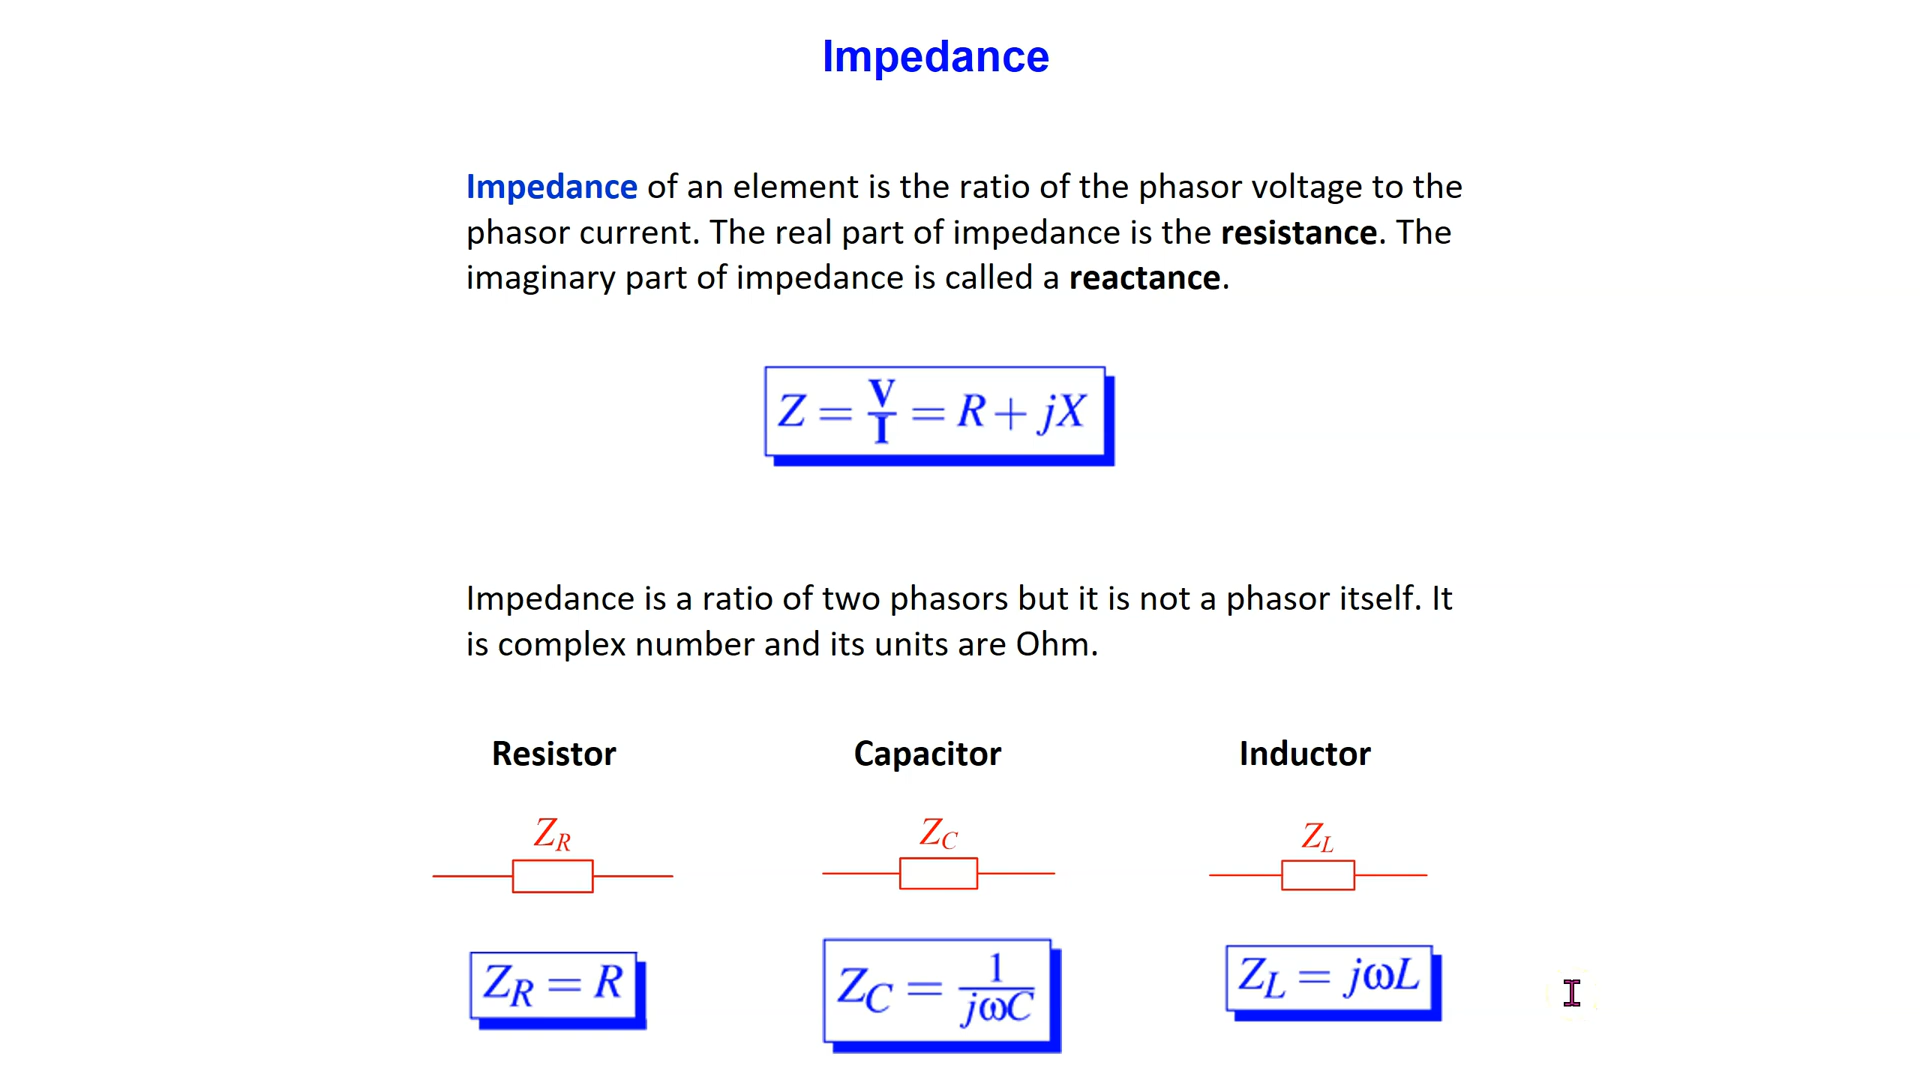 Impedance
Impedance of an element is the ratio of the phasor voltage to the
phasor current. The real part of impedance is the resistance. The
imaginary part of impedance is called a reactance.
Z = V/I = R + jX
Impedance is a ratio of two phasors but it is not a phasor itself. It
is complex number and its units are Ohm.
Resistor Capacitor Inductor
Z_R Z_C Z_L
Z_R = R Z_C = 1/jωC Z_L = jωL